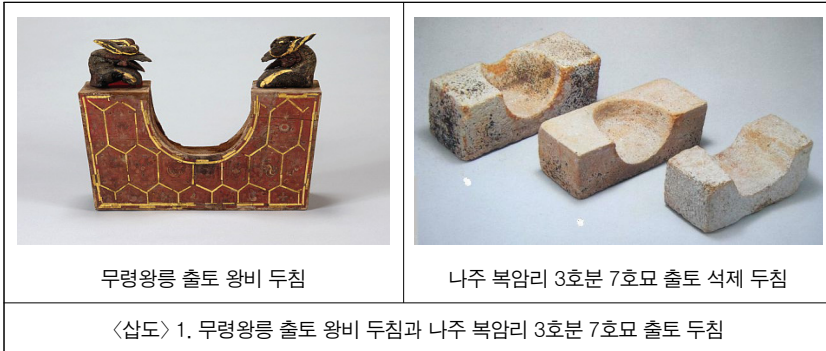 무령왕릉 출토 왕비 두침
나주 복암리 3호분 7호묘 출토 석제 두침
〈삽도〉 1. 무령왕릉 출토 왕비 두침과 나주 복암리 3호분 7호묘 출토 두침